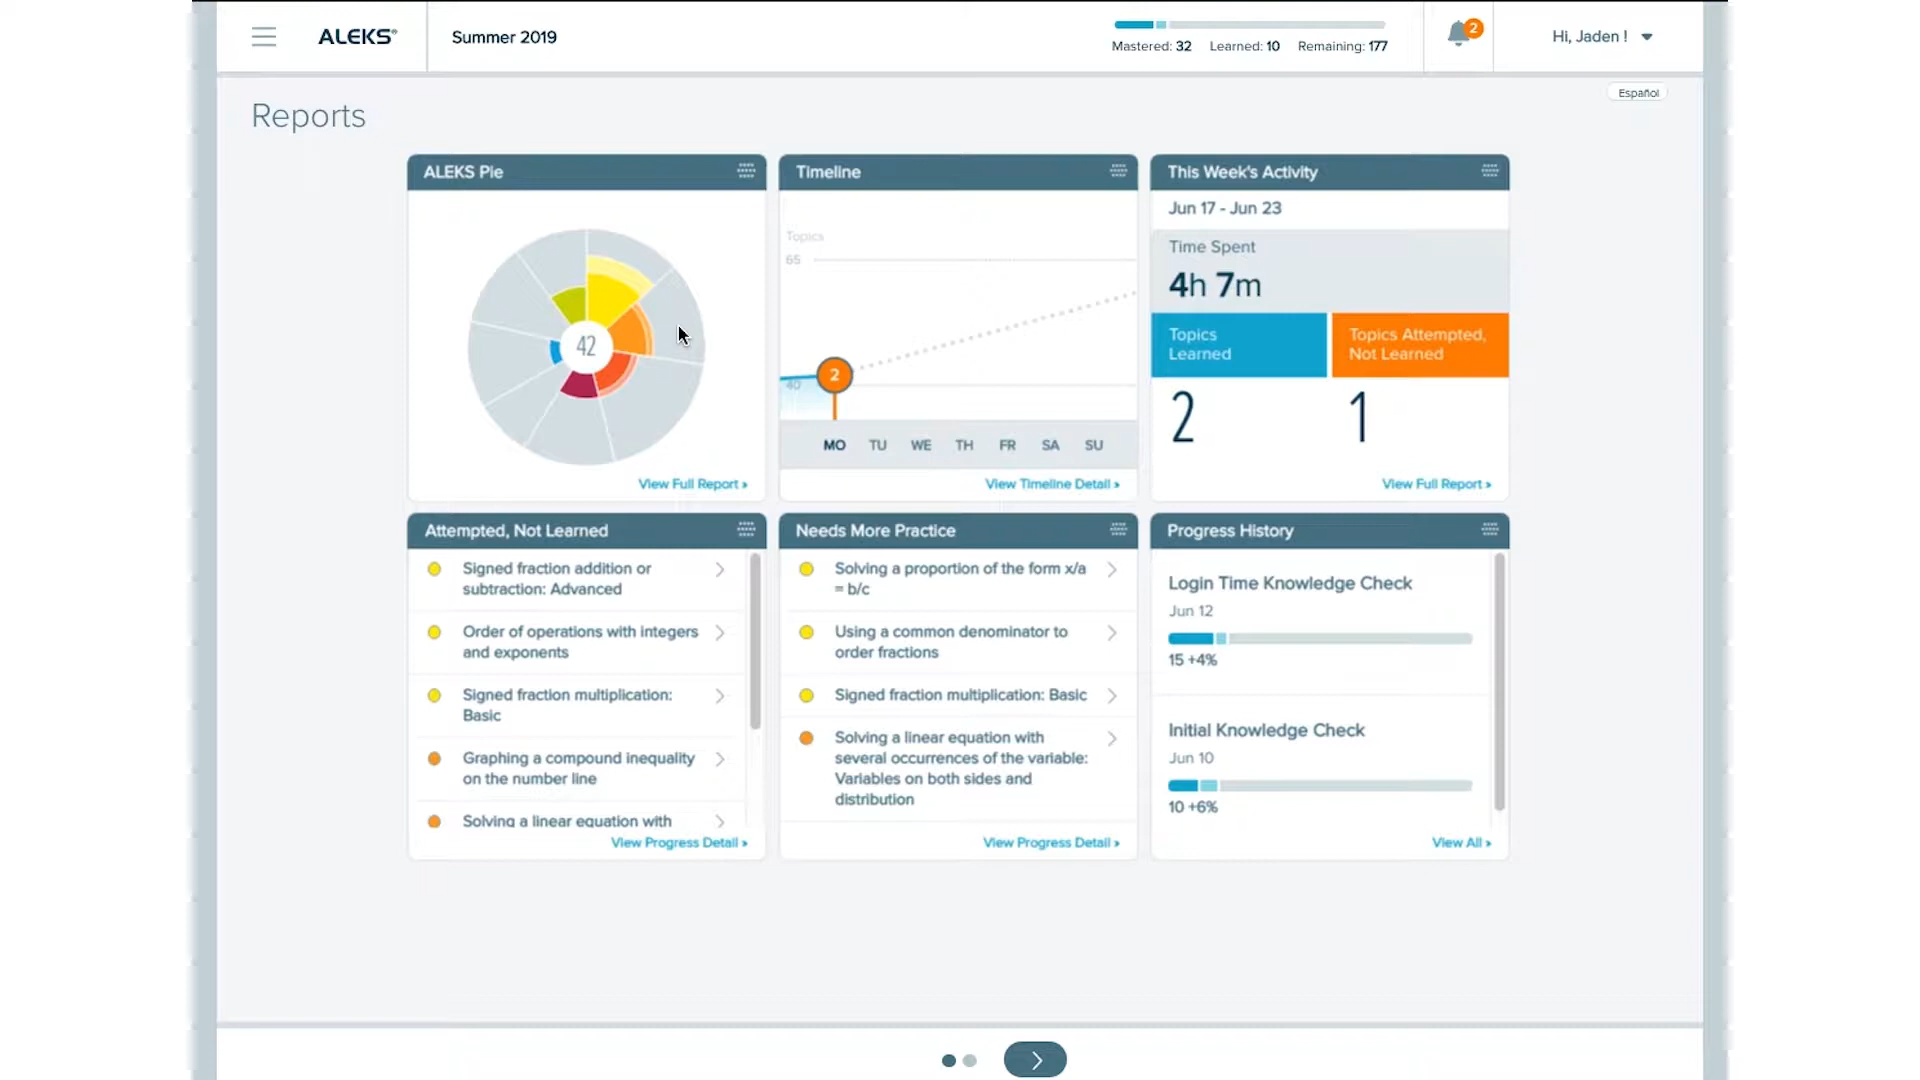 ALEKS®
Summer 2019
Mastered: 32 Learned: 10 Remaining: 177
2
Hi, Jaden !
Español
Reports
ALEKS Pie
42
View Full Report »
Timeline
Topics
65
40
2
MO TU WE TH FR SA SU
View Timeline Detail »
This Week's Activity
Jun 17 - Jun 23
Time Spent
4h 7m
Topics
Learned
2
Topics Attempted,
Not Learned
1
View Full Report »
Attempted, Not Learned
Signed fraction addition or
subtraction: Advanced
Order of operations with integers
and exponents
Signed fraction multiplication:
Basic
Graphing a compound inequality
on the number line
Solving a linear equation with
View Progress Detail »
Needs More Practice
Solving a proportion of the form x/a
= b/c
Using a common denominator to
order fractions
Signed fraction multiplication: Basic
Solving a linear equation with
several occurrences of the variable:
Variables on both sides and
distribution
View Progress Detail »
Progress History
Login Time Knowledge Check
Jun 12
15 +4%
Initial Knowledge Check
Jun 10
10 +6%
View All »